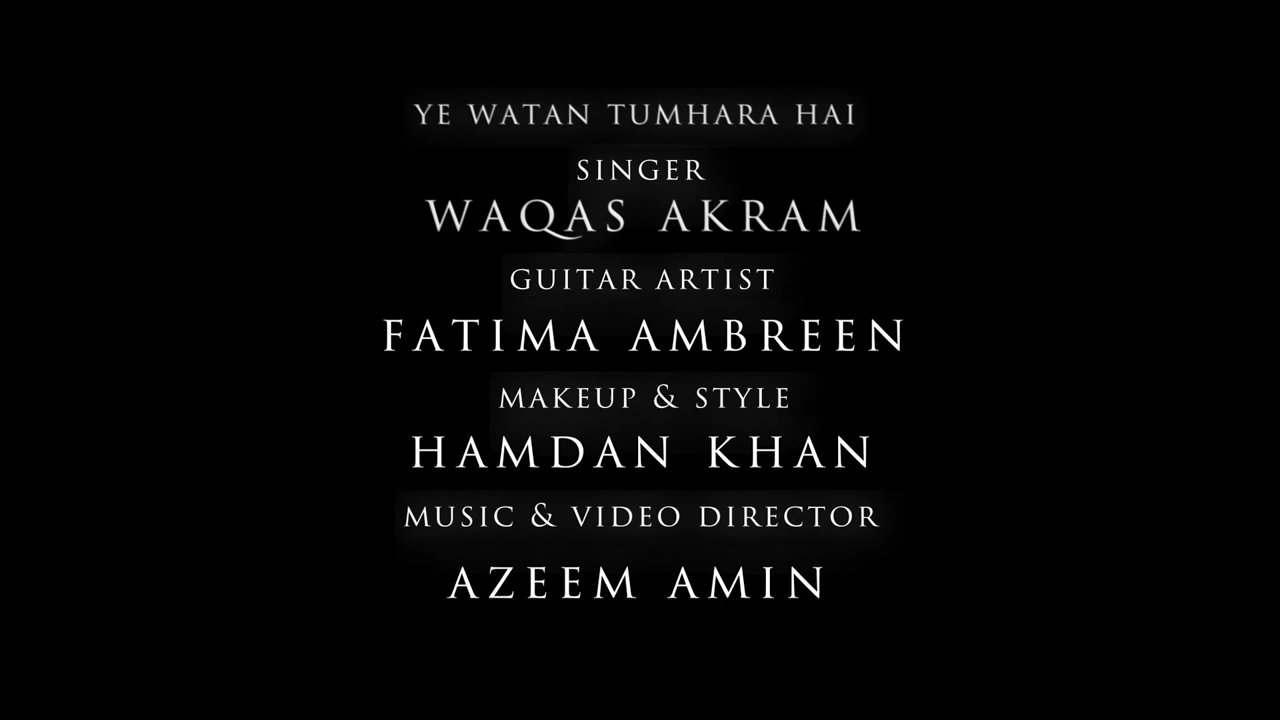 YE WATAN TUMHARA HAI
SINGER
WAQAS AKRAM
GUITAR ARTIST
FATIMA AMBREEN
MAKEUP & STYLE
HAMDAN KHAN
MUSIC & VIDEO DIRECTOR
AZEEM AMIN